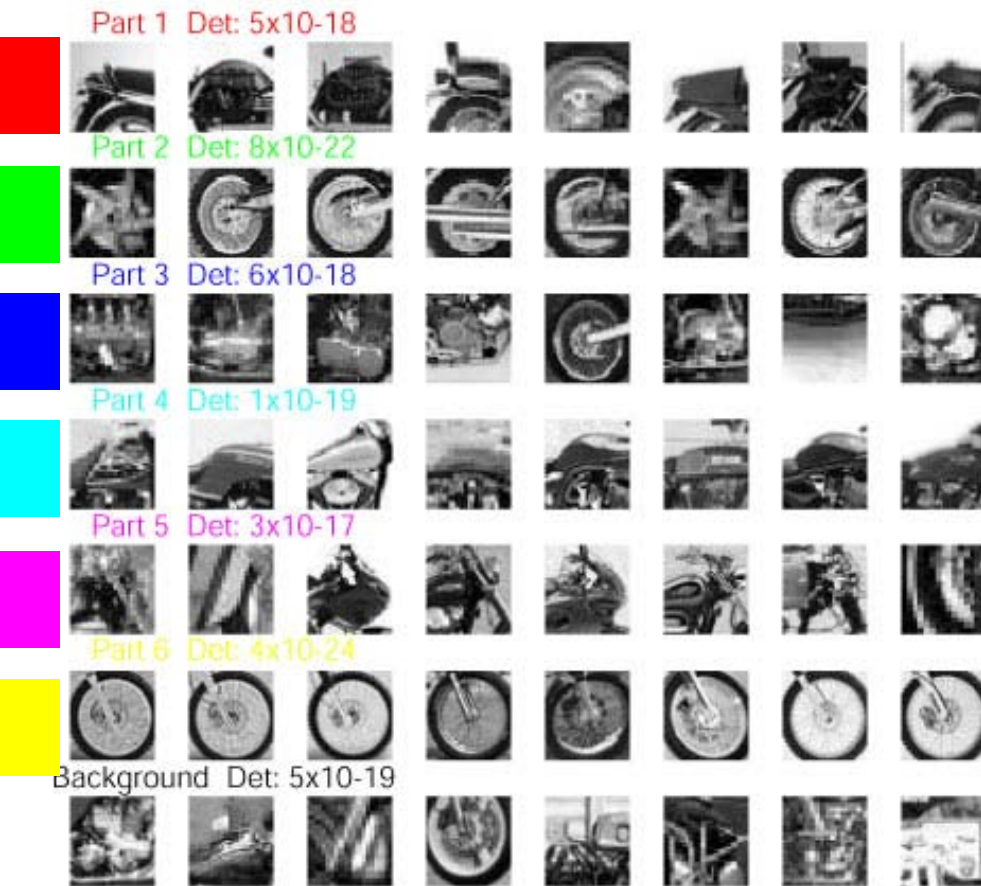 Part 1 Det: 5x10-18
Part 2 Det: 8x10-22
Part 3 Det: 6x10-18
Part 4 Det: 1x10-19
Part 5 Det: 3x10-17
Part 6 Det: 4x10-24
Background Det: 5x10-19